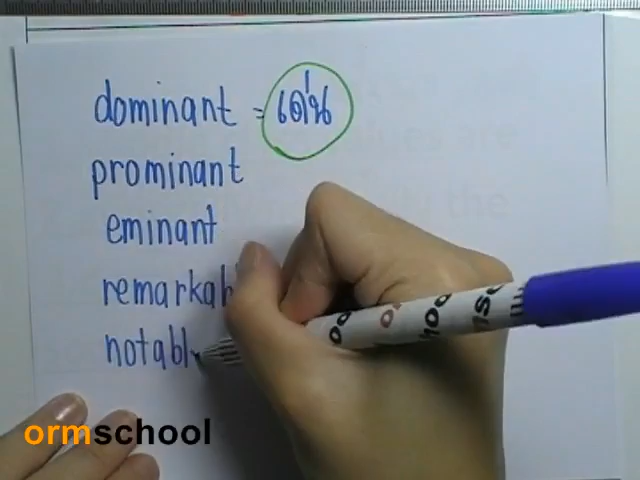 dominant = เด่น
prominant
eminant
remarkab
notabl
ormschool